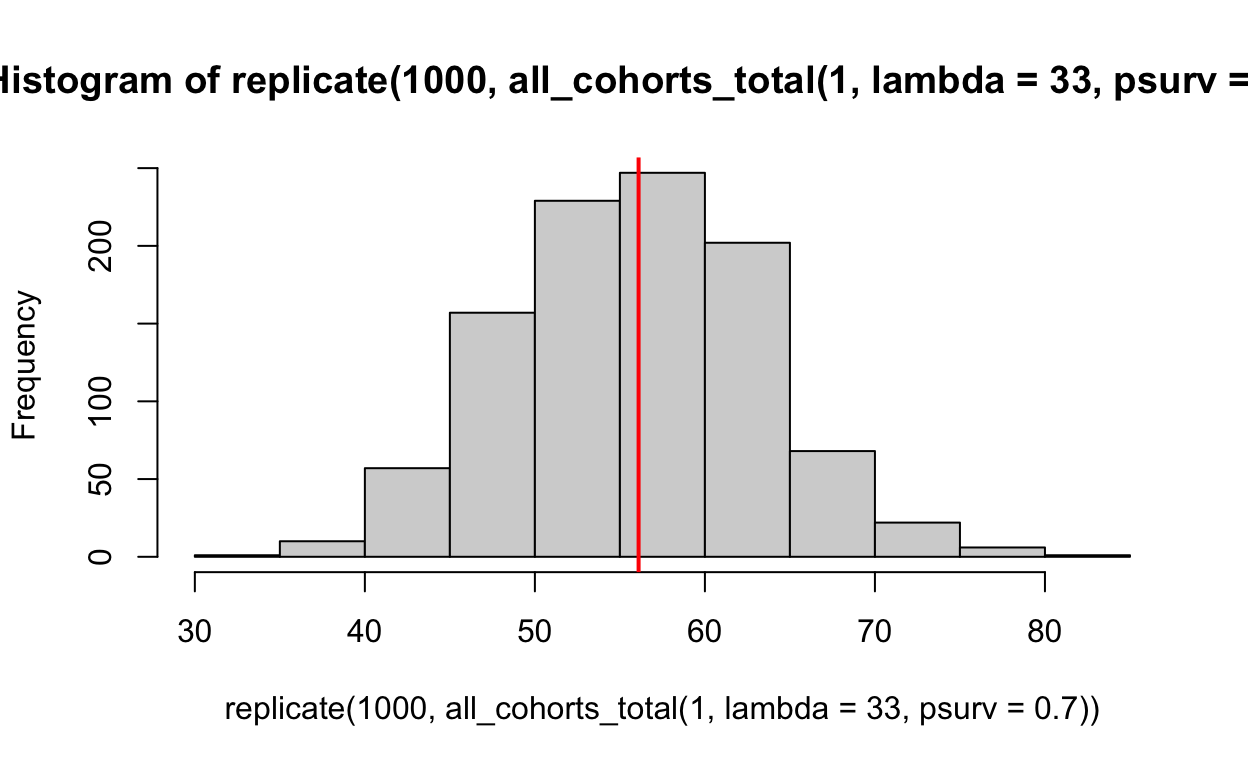 Histogram of replicate(1000, all_cohorts_total(1, lambda = 33, psurv =
200
100
50
0
Frequency
30 40 50 60 70 80
replicate(1000, all_cohorts_total(1, lambda = 33, psurv = 0.7))